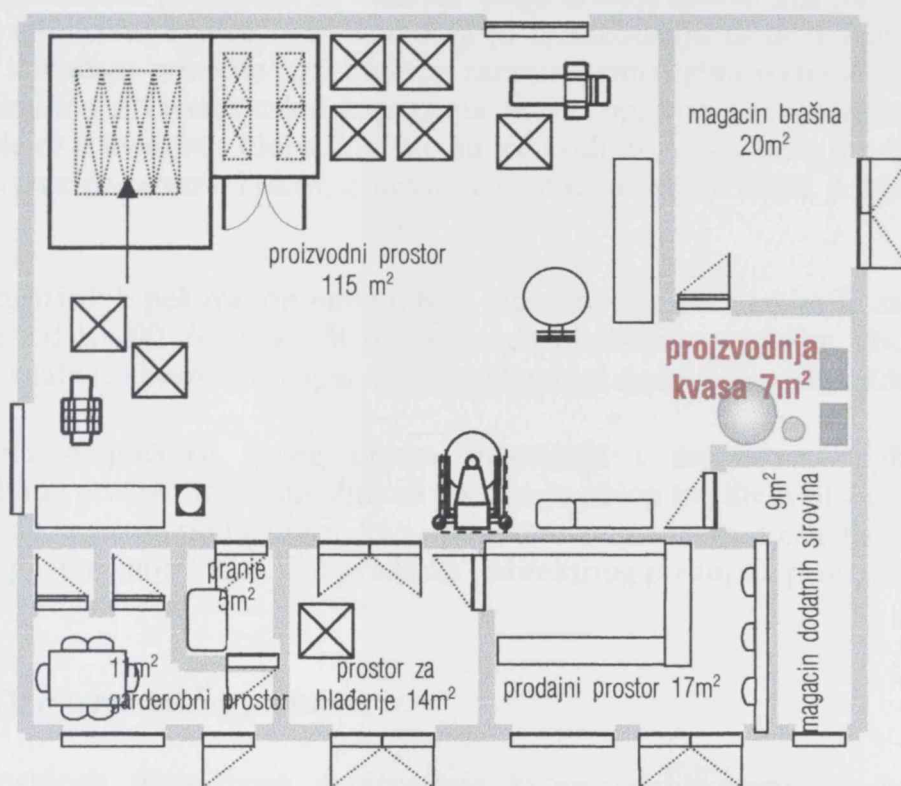 magacin brašna
20m²
proizvodni prostor
115 m²
proizvodnja
kvasa 7m²
9m²
magacin dodatnih sirovina
pranje
5m²
11m²
garderobni prostor
prostor za
hlađenje 14m²
prodajni prostor 17m²